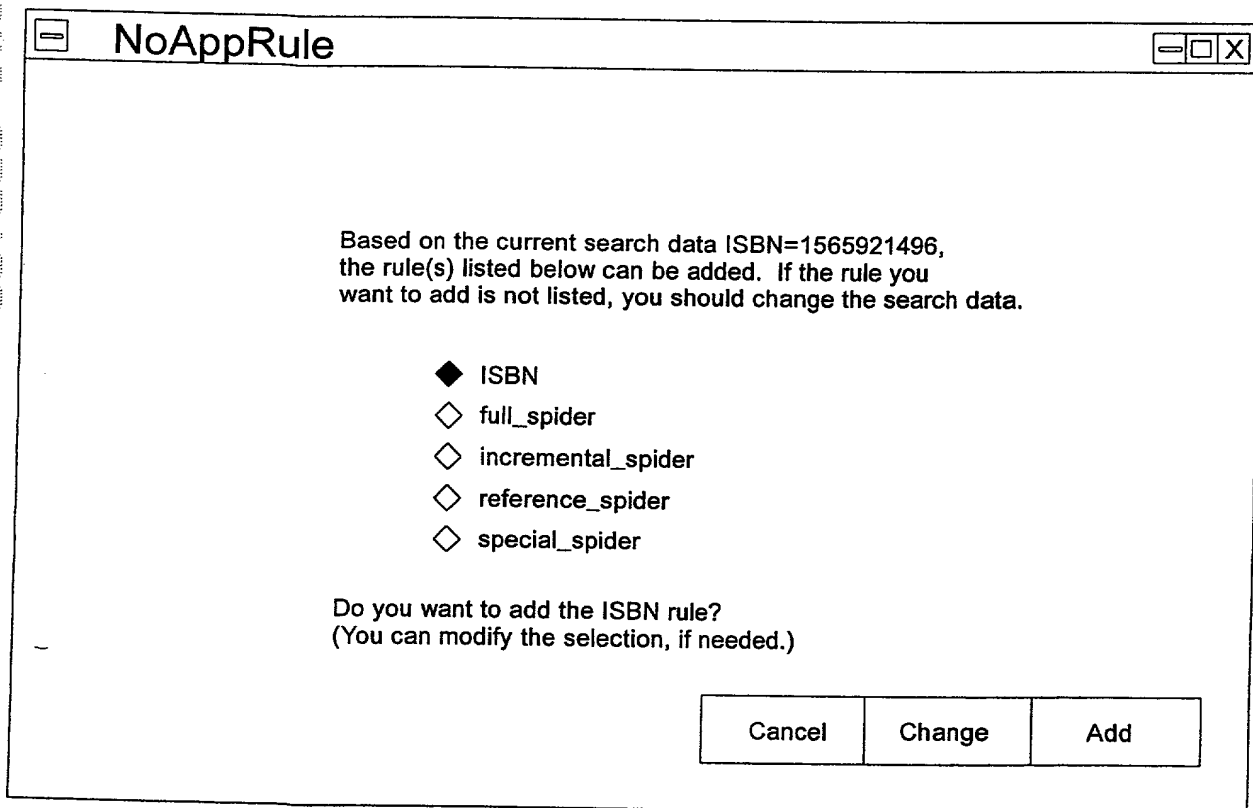 NoAppRule
X
Based on the current search data ISBN=1565921496,
the rule(s) listed below can be added. If the rule you
want to add is not listed, you should change the search data.
ISBN
full_spider
incremental_spider
reference_spider
special_spider
Do you want to add the ISBN rule?
(You can modify the selection, if needed.)
Cancel Change Add